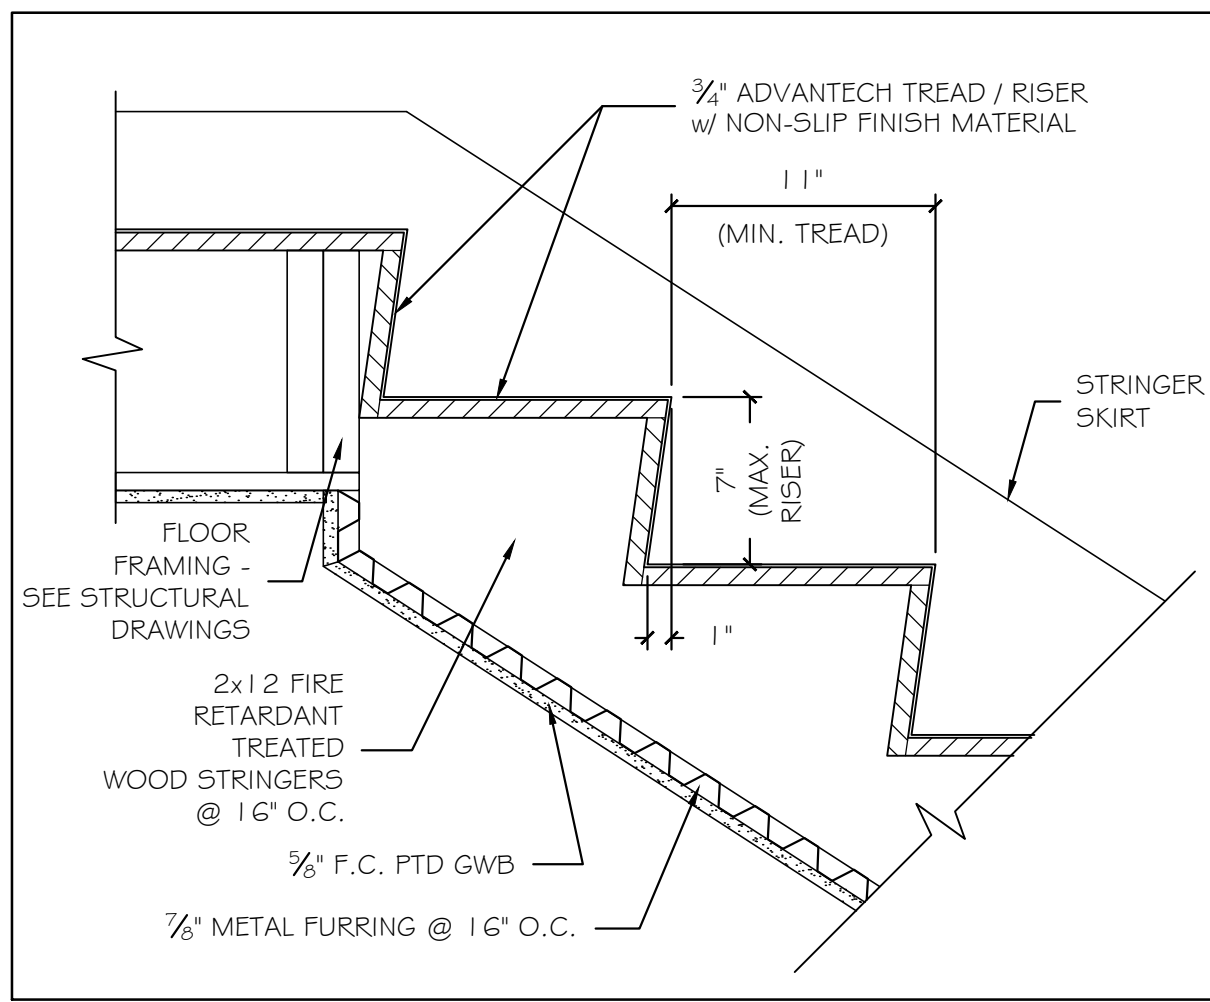 3/4" ADVANTECH TREAD / RISER
w/ NON-SLIP FINISH MATERIAL
11"
(MIN. TREAD)
STRINGER
SKIRT
7"
(MAX.
RISER)
FLOOR
FRAMING -
SEE STRUCTURAL
DRAWINGS
1"
2x12 FIRE
RETARDANT
TREATED
WOOD STRINGERS
@ 16" O.C.
5/8" F.C. PTD GWB
7/8" METAL FURRING @ 16" O.C.